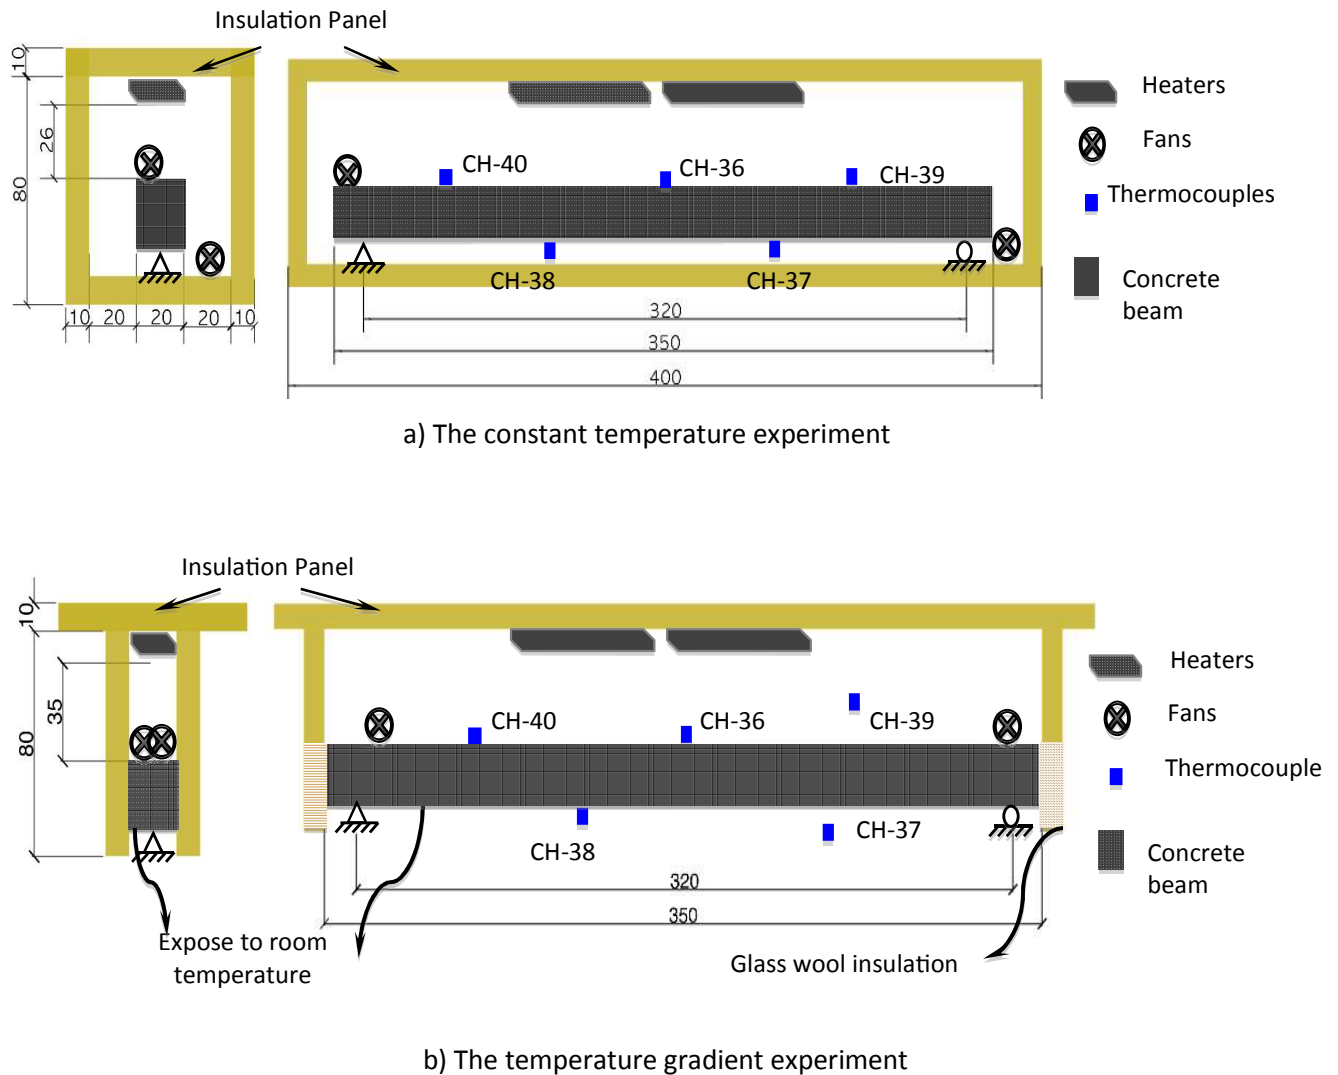 Insulation Panel
10
26
80
10 20 20 20 10
CH-40
CH-36
CH-39
CH-38
CH-37
320
350
400
Heaters
Fans
Thermocouples
Concrete
beam
a) The constant temperature experiment
Insulation Panel
10
35
80
CH-40
CH-36
CH-39
CH-38
CH-37
320
350
Expose to room
temperature
Glass wool insulation
Heaters
Fans
Thermocouple
Concrete
beam
b) The temperature gradient experiment